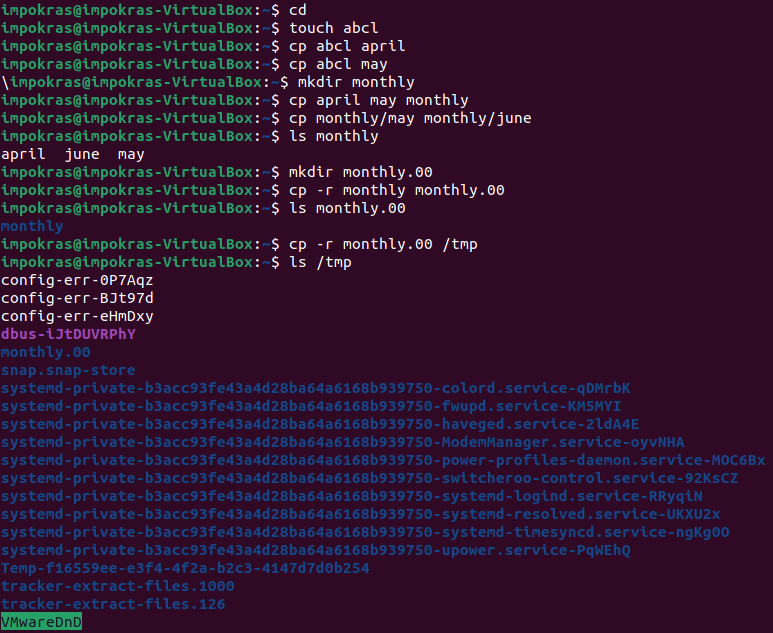 impokras@impokras-VirtualBox:~$ cd
impokras@impokras-VirtualBox:~$ touch abcl
impokras@impokras-VirtualBox:~$ cp abcl april
impokras@impokras-VirtualBox:~$ cp abcl may
\impokras@impokras-VirtualBox:~$ mkdir monthly
impokras@impokras-VirtualBox:~$ cp april may monthly
impokras@impokras-VirtualBox:~$ cp monthly/may monthly/june
impokras@impokras-VirtualBox:~$ ls monthly
april  june  may
impokras@impokras-VirtualBox:~$ mkdir monthly.00
impokras@impokras-VirtualBox:~$ cp -r monthly monthly.00
impokras@impokras-VirtualBox:~$ ls monthly.00
monthly
impokras@impokras-VirtualBox:~$ cp -r monthly.00 /tmp
impokras@impokras-VirtualBox:~$ ls /tmp
config-err-0P7Aqz
config-err-BJt97d
config-err-eHmDxy
dbus-iJtDUVRPhY
monthly.00
snap.snap-store
systemd-private-b3acc93fe43a4d28ba64a6168b939750-colord.service-qDMrbK
systemd-private-b3acc93fe43a4d28ba64a6168b939750-fwupd.service-KM5MYI
systemd-private-b3acc93fe43a4d28ba64a6168b939750-haveged.service-2ldA4E
systemd-private-b3acc93fe43a4d28ba64a6168b939750-ModemManager.service-oyvNHA
systemd-private-b3acc93fe43a4d28ba64a6168b939750-power-profiles-daemon.service-MOC6Bx
systemd-private-b3acc93fe43a4d28ba64a6168b939750-switcheroo-control.service-92KsCZ
systemd-private-b3acc93fe43a4d28ba64a6168b939750-systemd-logind.service-RRyqiN
systemd-private-b3acc93fe43a4d28ba64a6168b939750-systemd-resolved.service-UKXU2x
systemd-private-b3acc93fe43a4d28ba64a6168b939750-systemd-timesyncd.service-ngKg0O
systemd-private-b3acc93fe43a4d28ba64a6168b939750-upower.service-PqWEhQ
Temp-f16559ee-e3f4-4f2a-b2c3-4147d7d0b254
tracker-extract-files.1000
tracker-extract-files.126
VMwareDnD